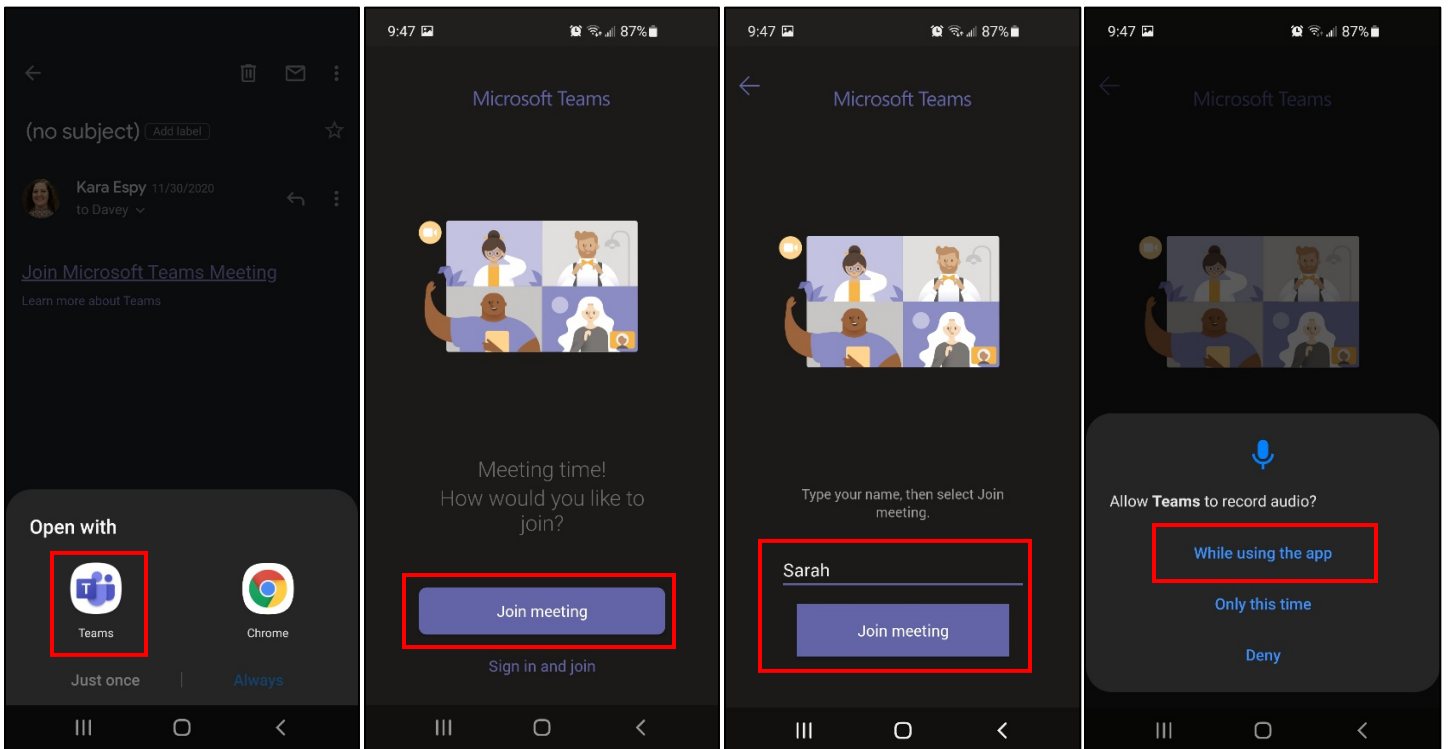 (no subject) Add label
Kara Espy 11/30/2020
to Davey
Join Microsoft Teams Meeting
Learn more about Teams
Open with
Teams
Chrome
Just once | Always
9:47 87%
Microsoft Teams
Meeting time!
How would you like to
join?
Join meeting
Sign in and join
9:47 87%
Microsoft Teams
Type your name, then select Join
meeting.
Sarah
Join meeting
9:47 87%
Microsoft Teams
Allow Teams to record audio?
While using the app
Only this time
Deny